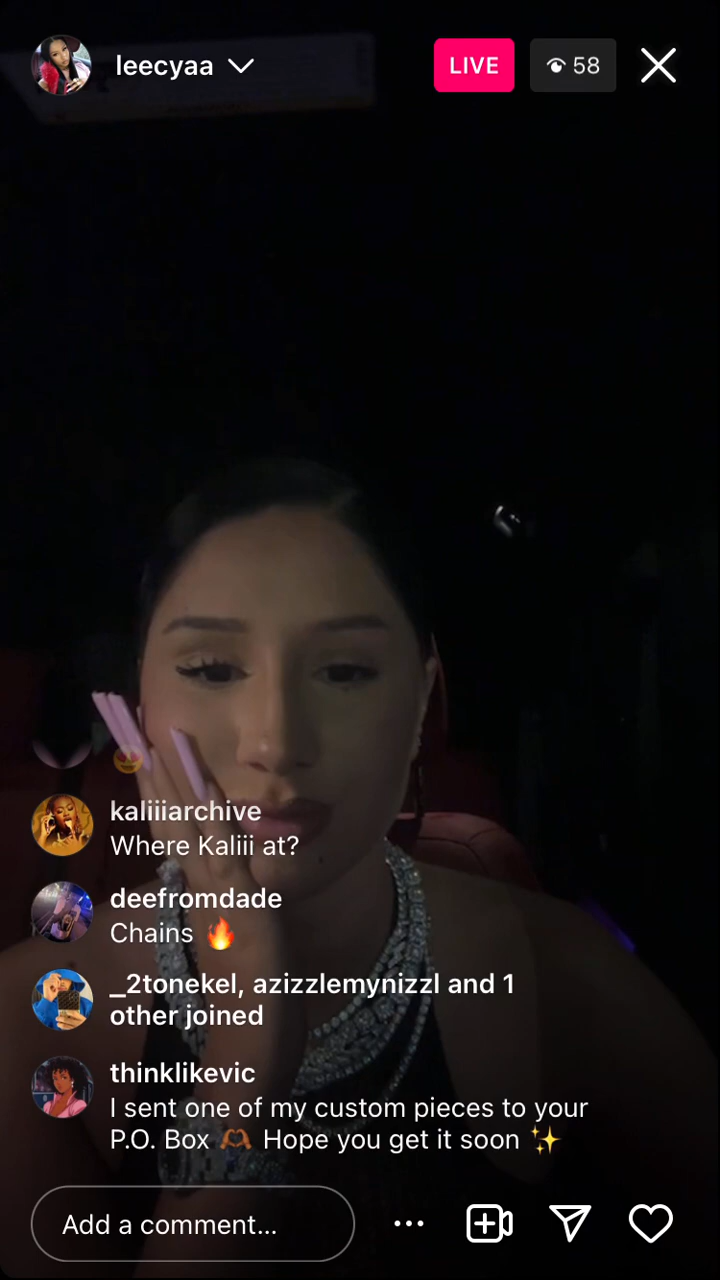 leecyaa
LIVE
58
kaliiiarchive
Where Kaliii at?
deefromdade
Chains 🔥
_2tonekel, azizzlemynizzl and 1
other joined
thinklikevic
I sent one of my custom pieces to your
P.O. Box 🫶🏾 Hope you get it soon ✨
Add a comment...